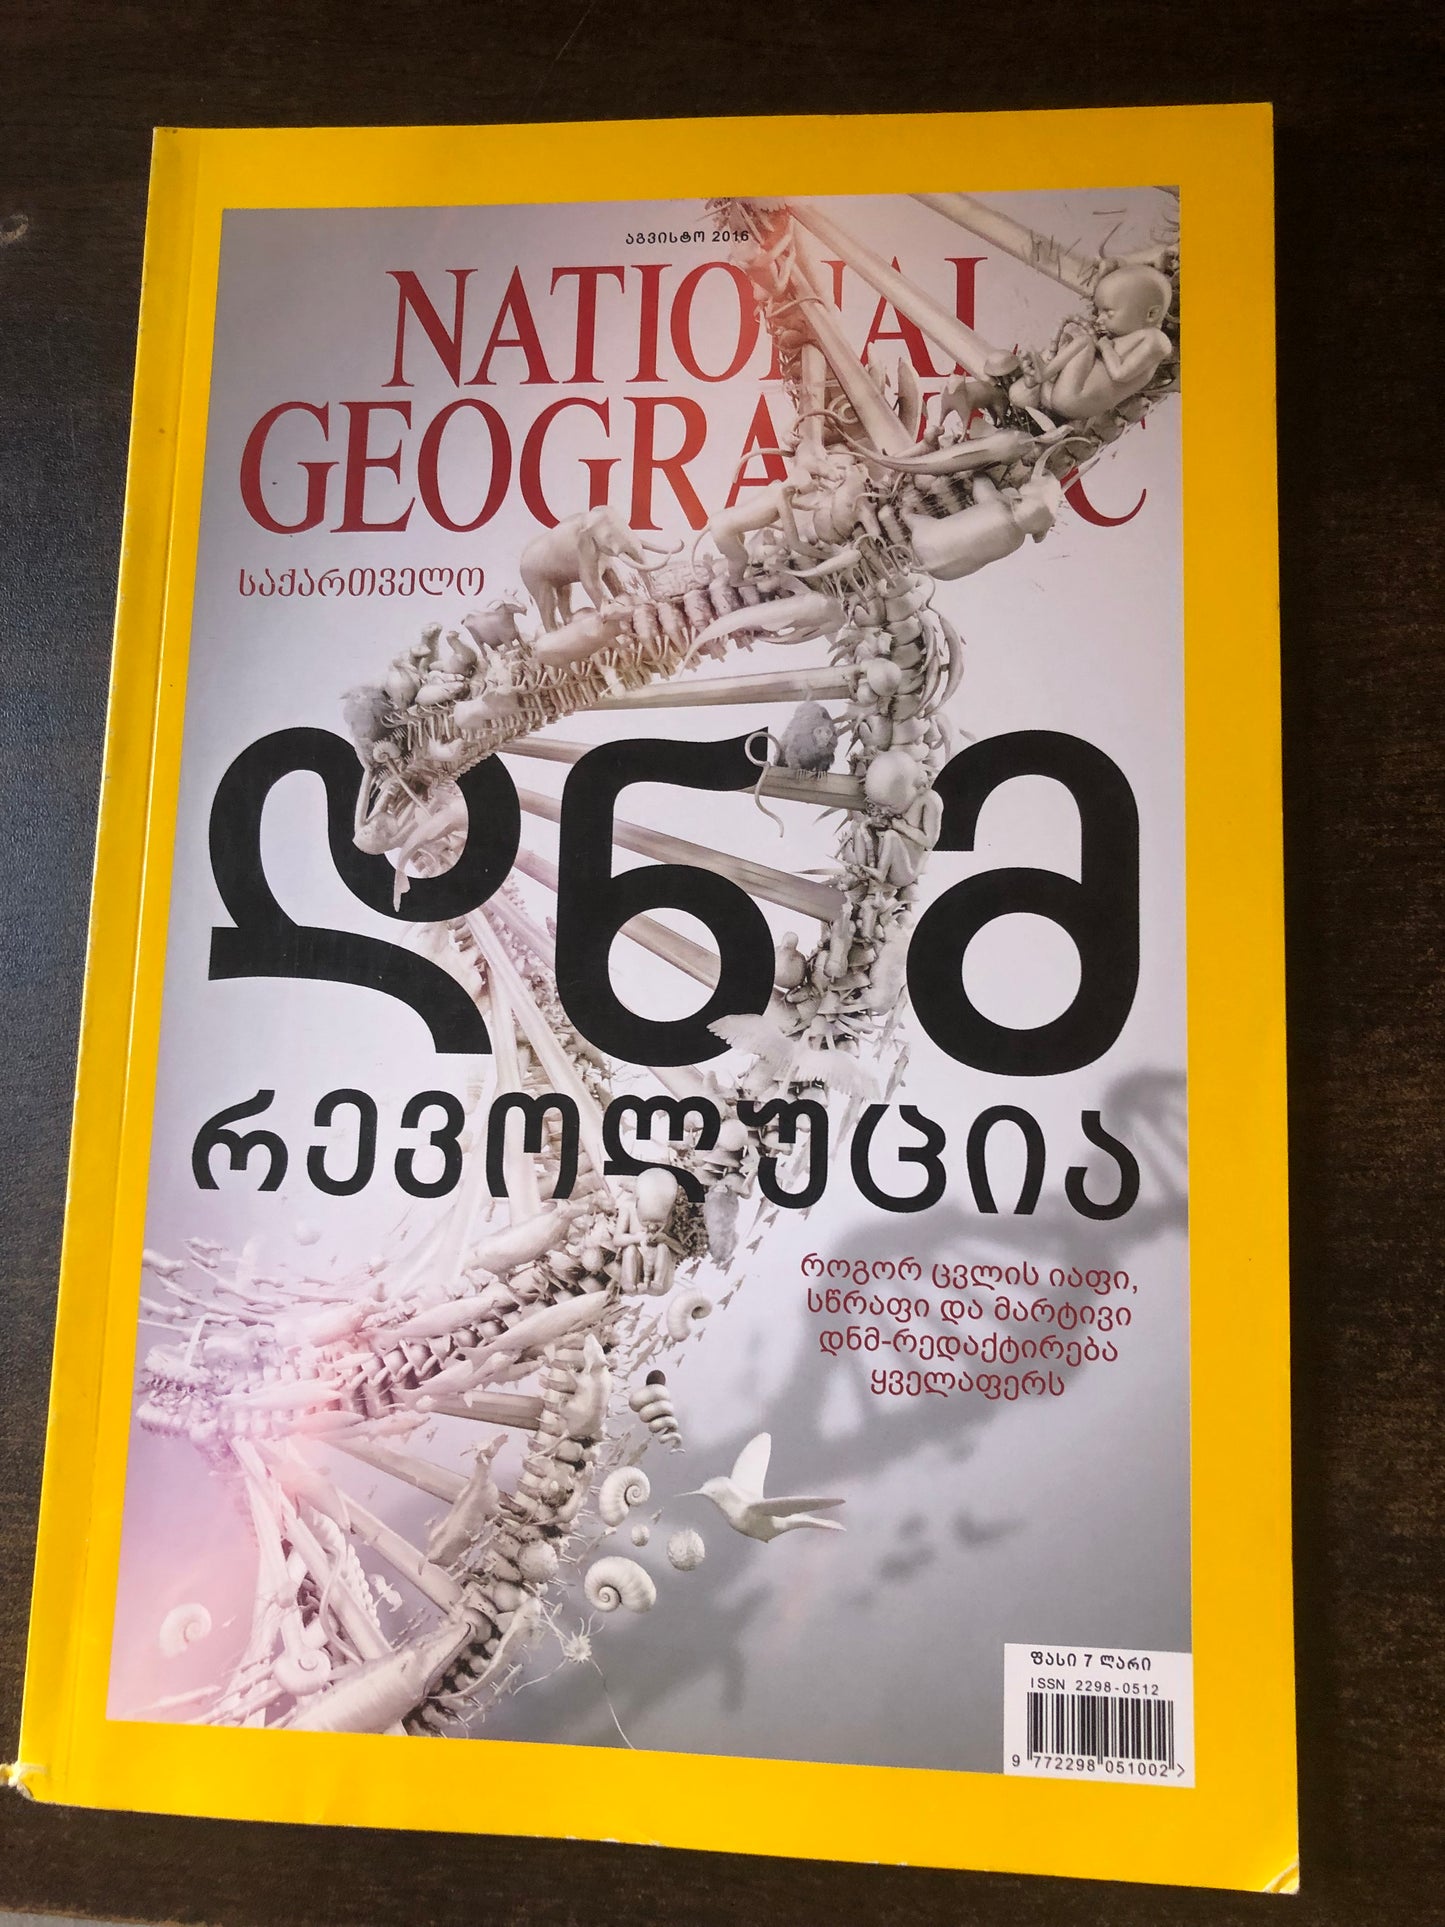 აგვისტო 2016
NATIONAL
GEOGRAPHIC
საქართველო
დნმ
რევოლუცია
როგორ ცვლის იაფი,
სწრაფი და მარტივი
დნმ-რედაქტირება
ყველაფერს
ფასი 7 ლარი
ISSN 2298-0512
9 772298 051002 >